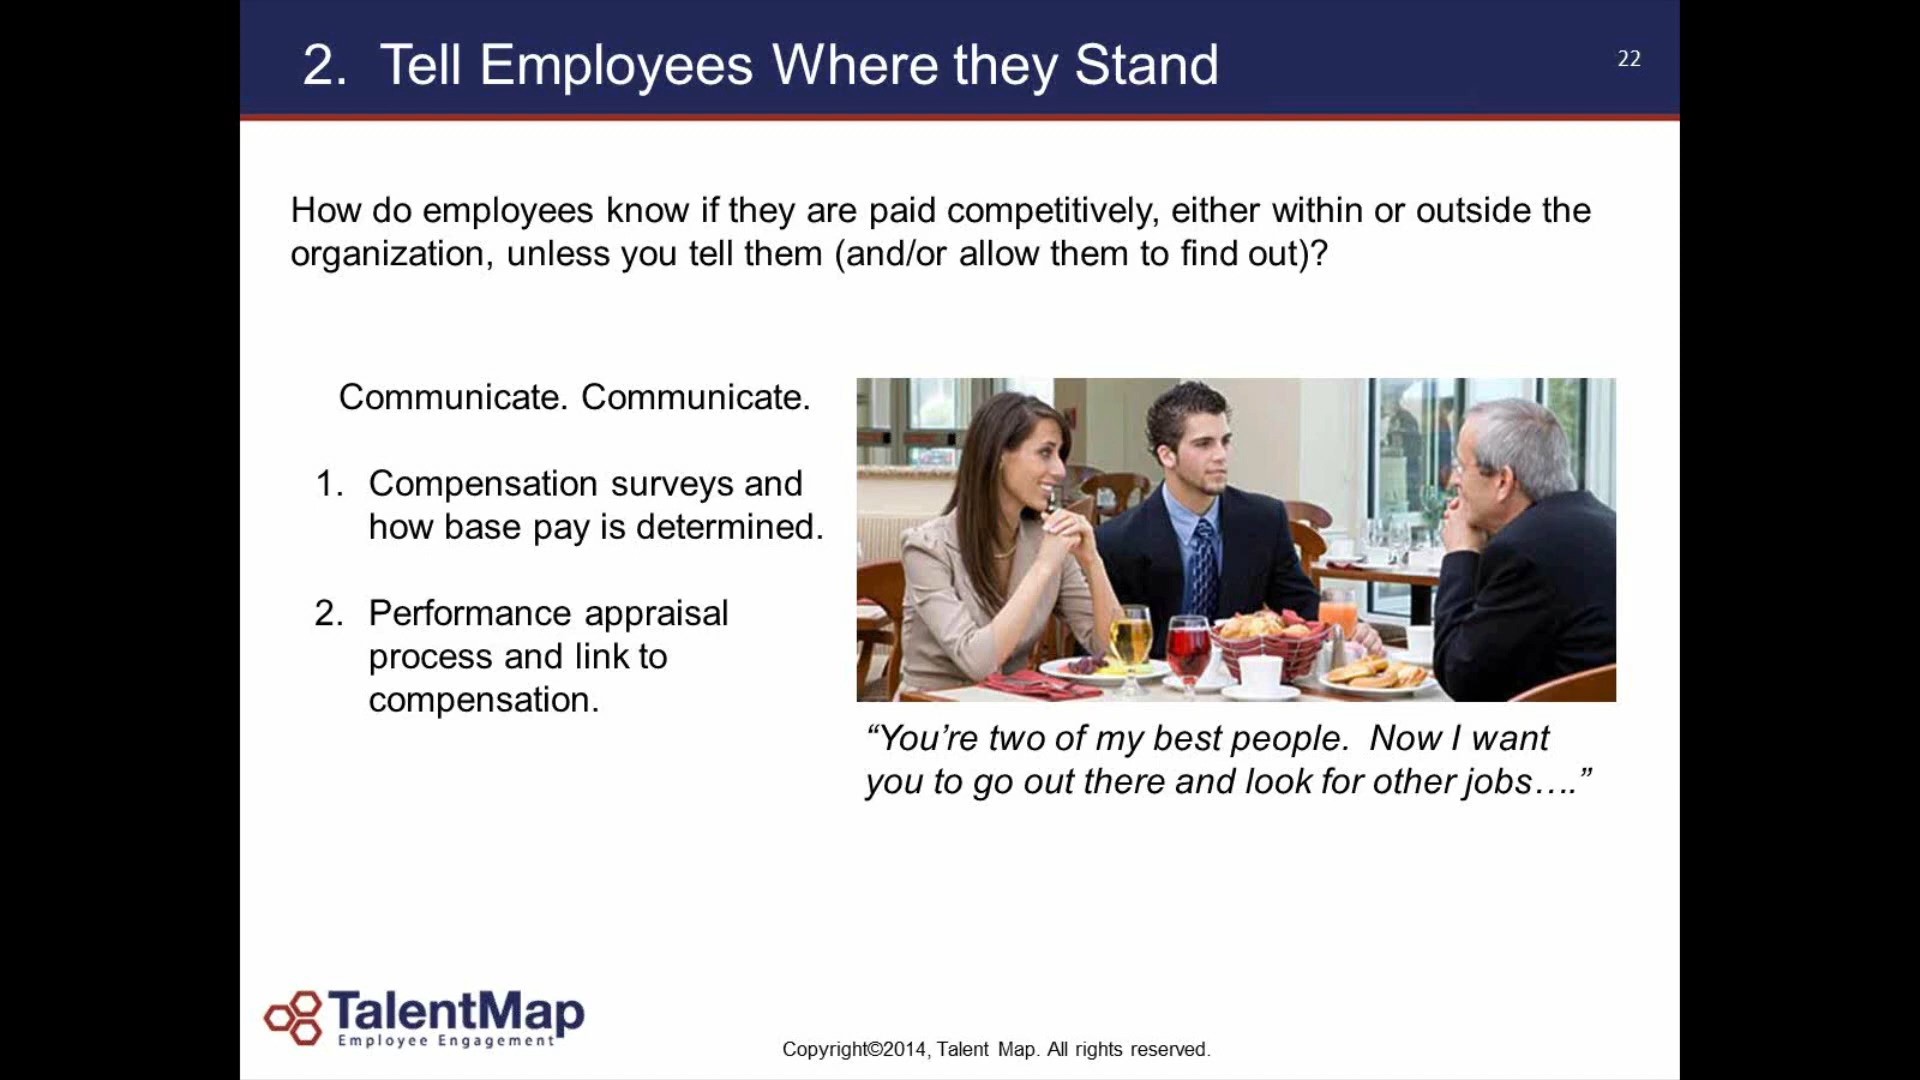 2. Tell Employees Where they Stand
22
How do employees know if they are paid competitively, either within or outside the
organization, unless you tell them (and/or allow them to find out)?
Communicate. Communicate.
1. Compensation surveys and
how base pay is determined.
2. Performance appraisal
process and link to
compensation.
“You’re two of my best people. Now I want
you to go out there and look for other jobs….”
TalentMap
Employee Engagement
Copyright©2014, Talent Map. All rights reserved.